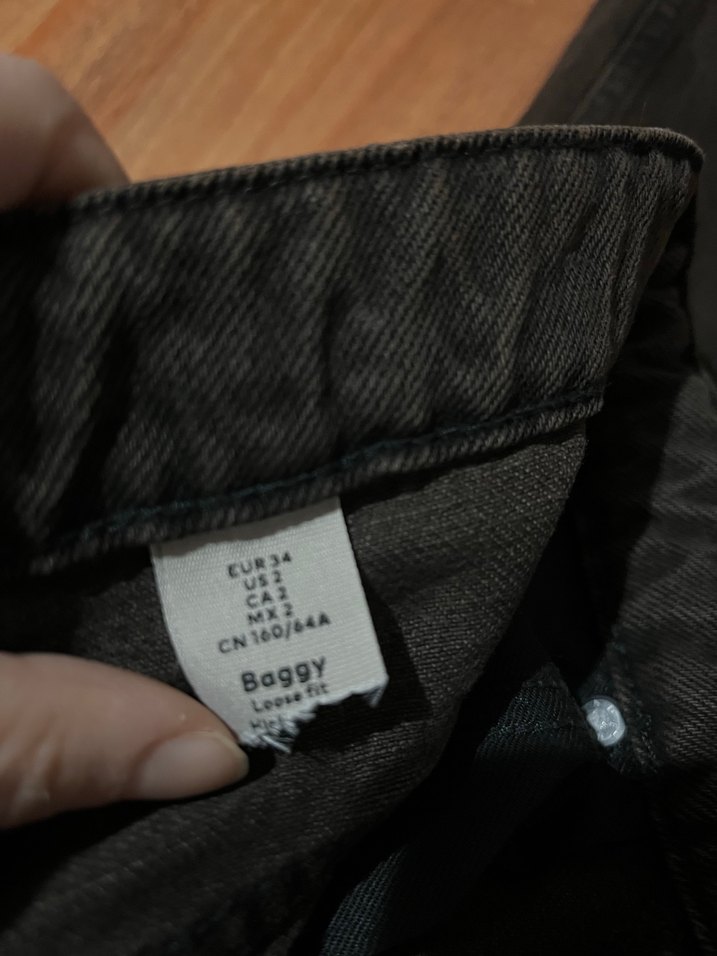 EUR 34
US 2
CA 2
MX 2
CN 160/64A
Baggy
Loose fit